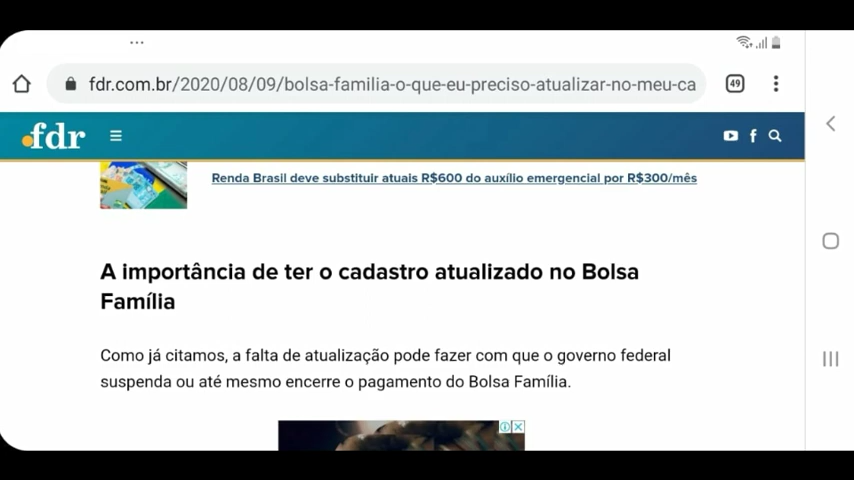 fdr.com.br/2020/08/09/bolsa-familia-o-que-eu-preciso-atualizar-no-meu-ca
49
fdr
Renda Brasil deve substituir atuais R$600 do auxílio emergencial por R$300/mês
A importância de ter o cadastro atualizado no Bolsa
Família
Como já citamos, a falta de atualização pode fazer com que o governo federal
suspenda ou até mesmo encerre o pagamento do Bolsa Família.